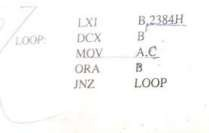 LXI B,2384H
LOOP: DCX B
MOV A,C
ORA B
JNZ LOOP